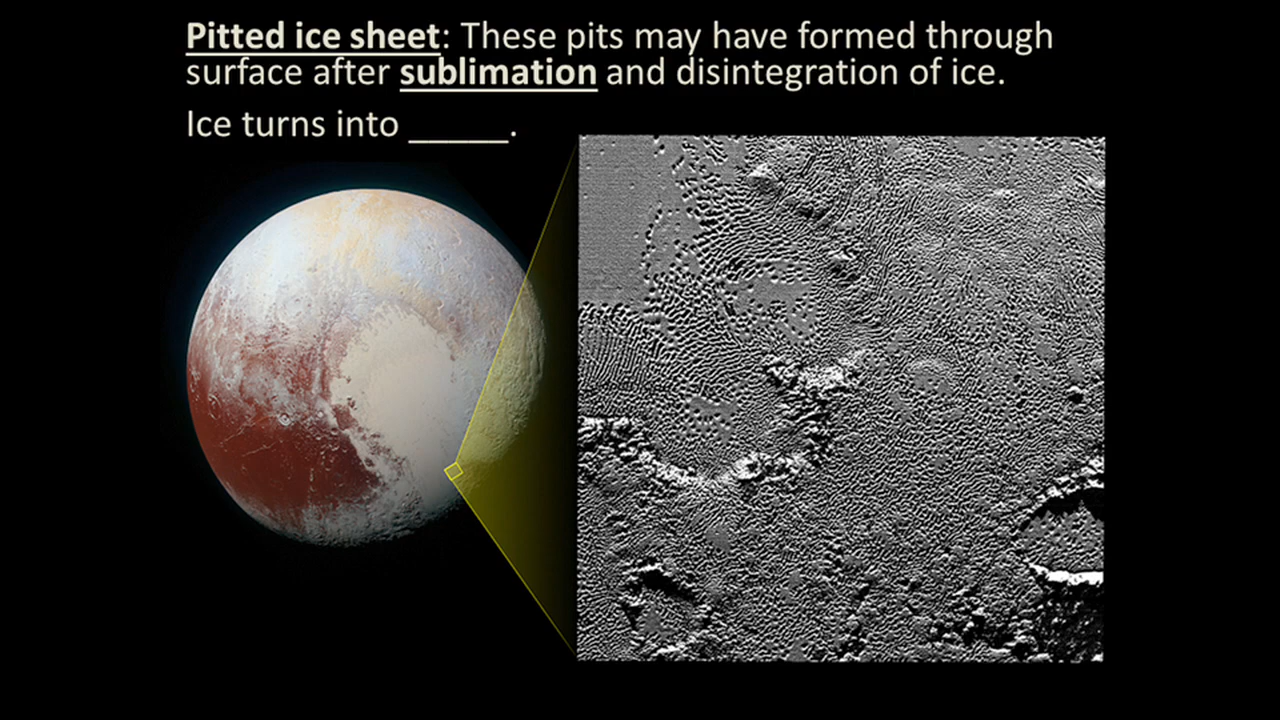 Pitted ice sheet: These pits may have formed through
surface after sublimation and disintegration of ice.
Ice turns into _____.